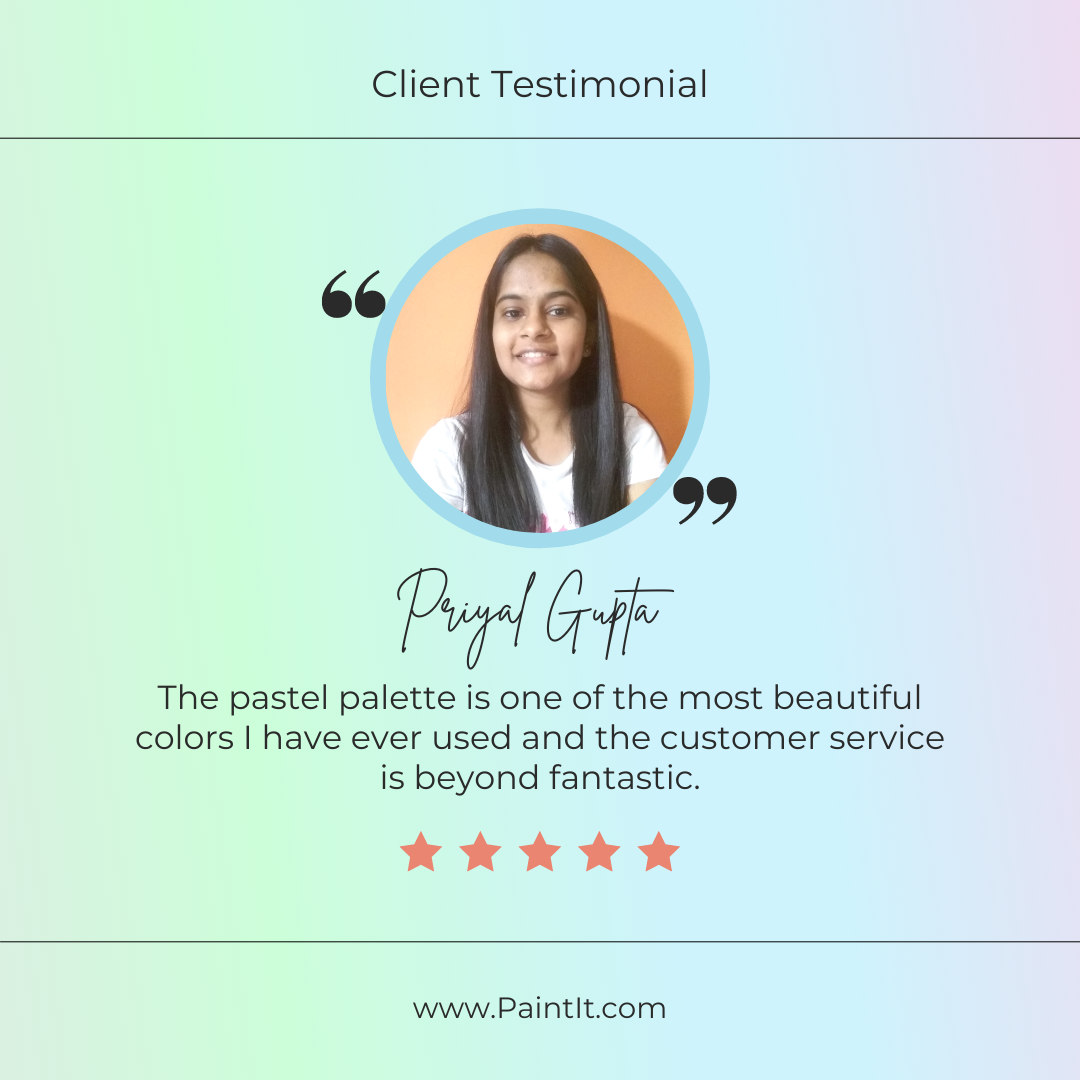 Client Testimonial
“
”
Priyal Gupta
The pastel palette is one of the most beautiful
colors I have ever used and the customer service
is beyond fantastic.
www.PaintIt.com